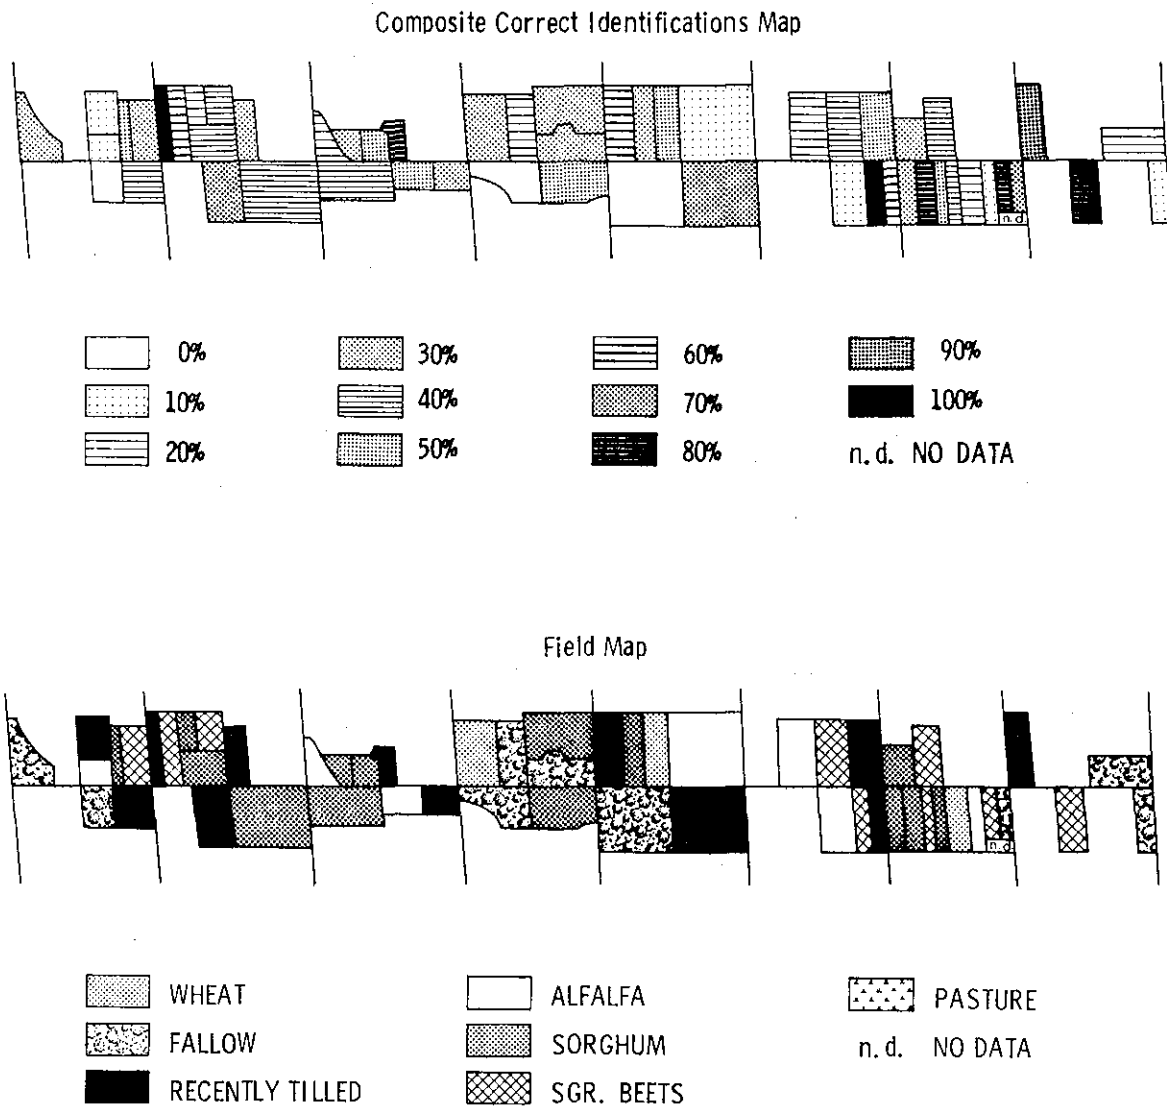 Composite Correct Identifications Map
n. d.
0%
30%
60%
90%
10%
40%
70%
100%
20%
50%
80%
n. d. NO DATA
Field Map
n. d.
WHEAT
ALFALFA
PASTURE
FALLOW
SORGHUM
n. d. NO DATA
RECENTLY TILLED
SGR. BEETS